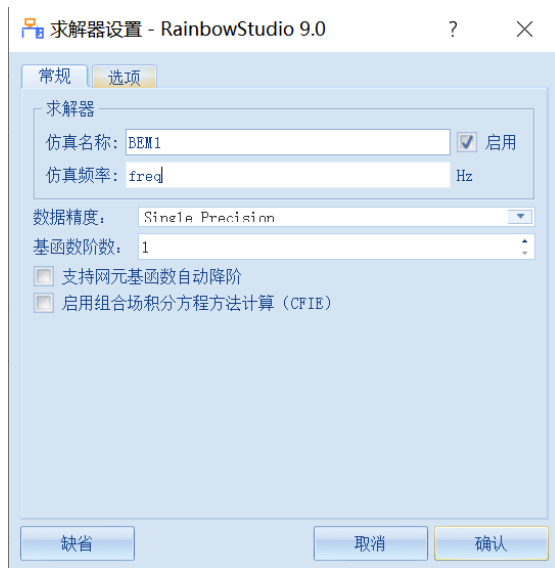 求解器设置 - RainbowStudio 9.0 ?
常规 选项
求解器
仿真名称: BEM1 启用
仿真频率: freq Hz
数据精度: Single Precision
基函数阶数: 1
支持网元基函数自动降阶
启用组合场积分方程方法计算（CFIE）
缺省 取消 确认